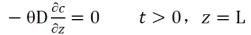 − θD ∂c/∂z = 0  t > 0, z = L